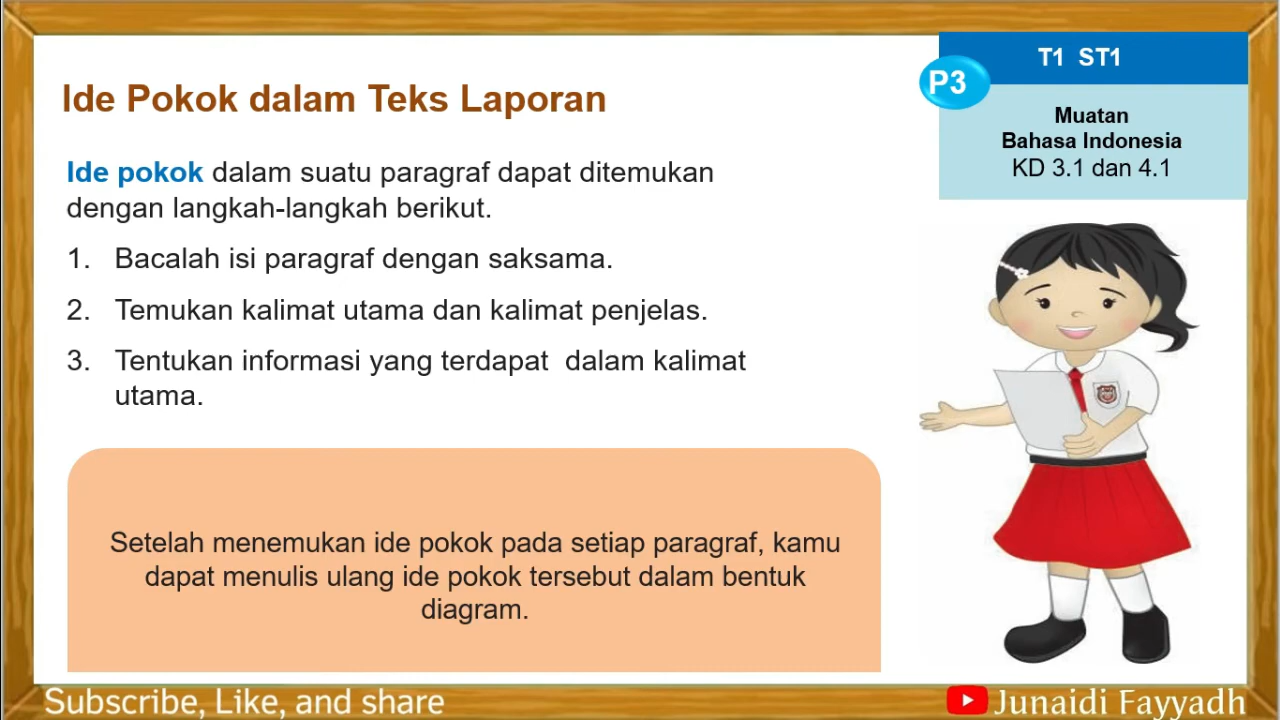 T1 ST1
P3
Muatan
Bahasa Indonesia
KD 3.1 dan 4.1
Ide Pokok dalam Teks Laporan
Ide pokok dalam suatu paragraf dapat ditemukan
dengan langkah-langkah berikut.
1. Bacalah isi paragraf dengan saksama.
2. Temukan kalimat utama dan kalimat penjelas.
3. Tentukan informasi yang terdapat dalam kalimat
utama.
Setelah menemukan ide pokok pada setiap paragraf, kamu
dapat menulis ulang ide pokok tersebut dalam bentuk
diagram.
Subscribe, Like, and share
Junaidi Fayyadh